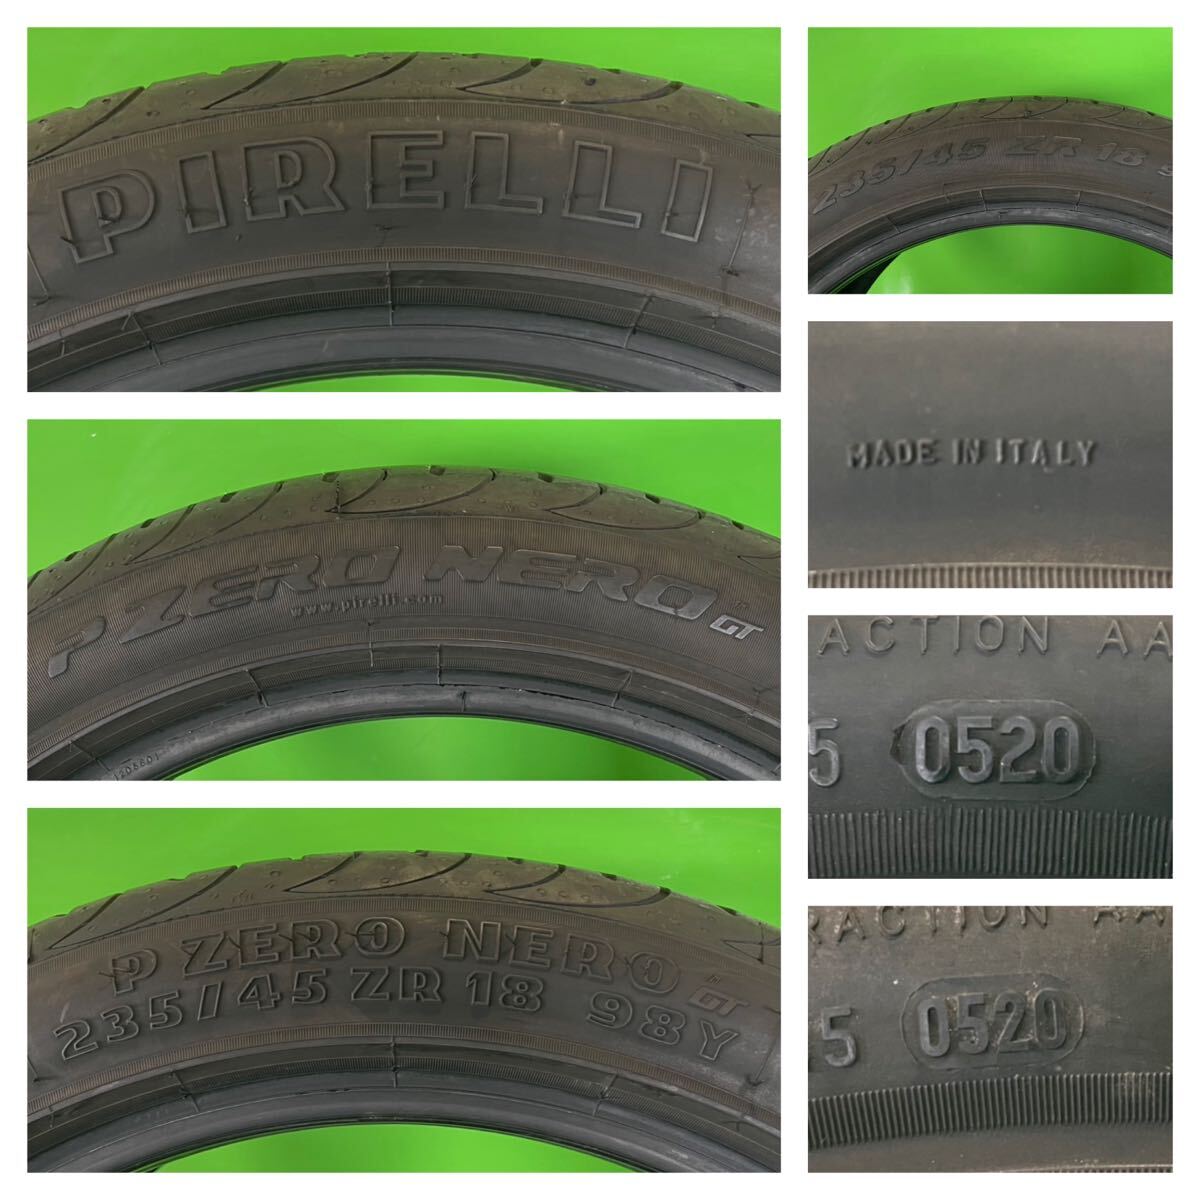 PIRELLI
235/45 ZR 18
MADE IN ITALY
P ZERO NERO GT
www.pirelli.com
ACTION AA
5 0520
P ZERO NERO GT
235/45 ZR 18 98Y
RACTION AA
5 0520